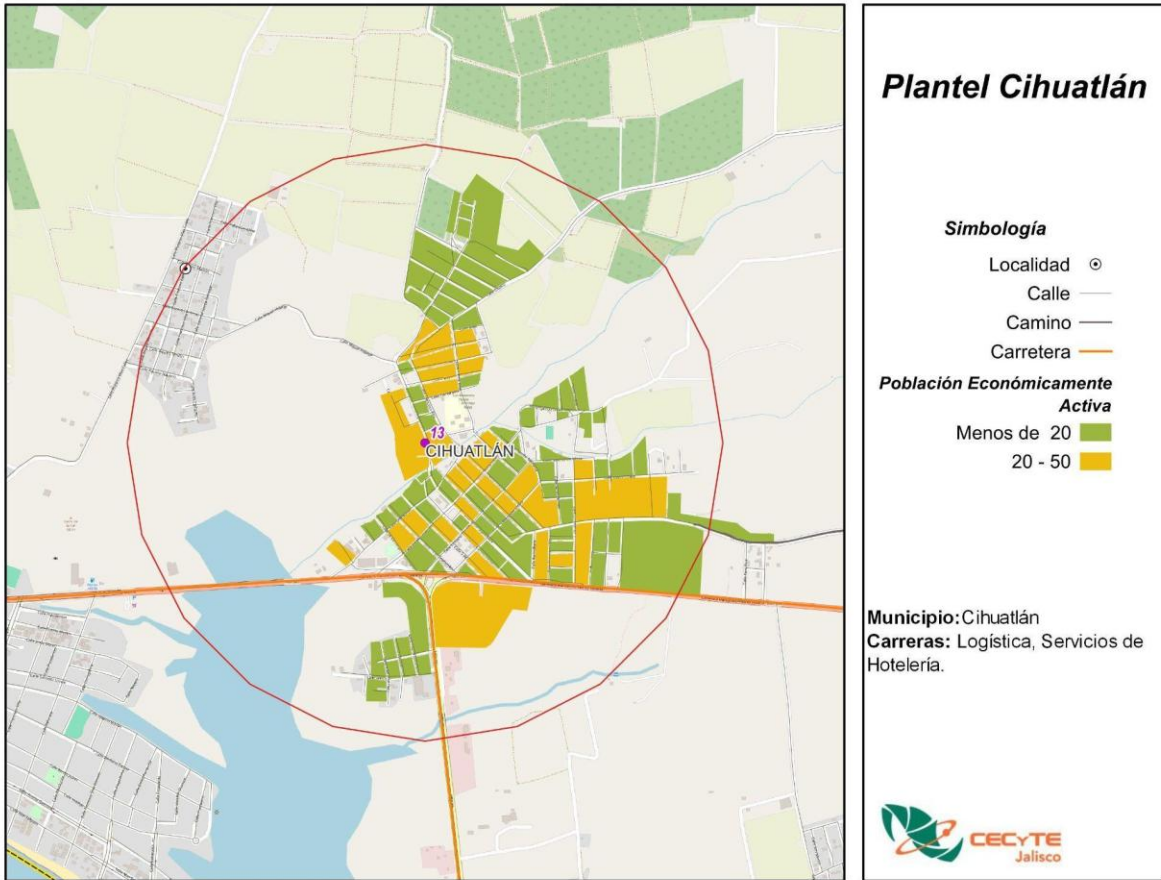 13
CIHUATLÁN
Plantel Cihuatlán
Simbología
Localidad
Calle
Camino
Carretera
Población Económicamente
Activa
Menos de 20
20 - 50
Municipio: Cihuatlán
Carreras: Logística, Servicios de
Hotelería.
CECyTE
Jalisco